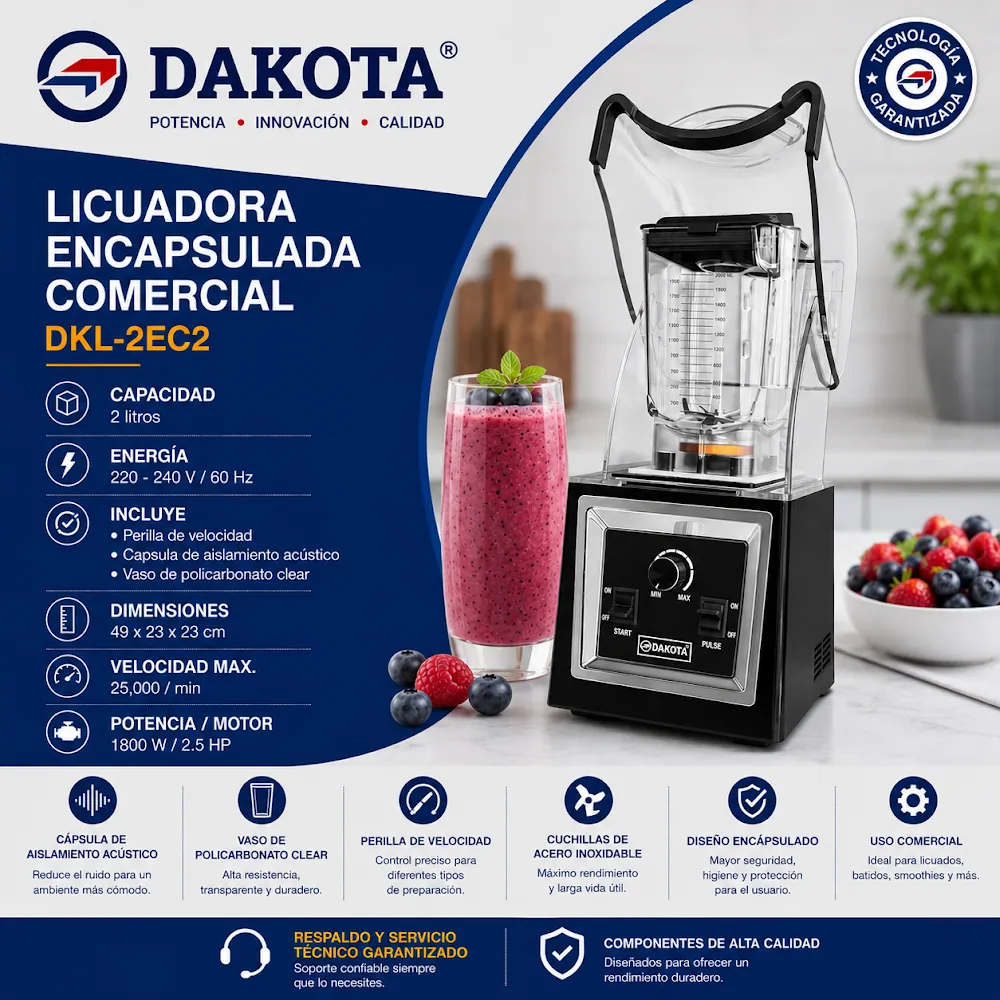 DAKOTA®
POTENCIA • INNOVACIÓN • CALIDAD
TECNOLOGÍA
GARANTIZADA
LICUADORA
ENCAPSULADA
COMERCIAL
DKL-2EC2
CAPACIDAD
2 litros
ENERGÍA
220 - 240 V / 60 Hz
INCLUYE
• Perilla de velocidad
• Capsula de aislamiento acústico
• Vaso de policarbonato clear
DIMENSIONES
49 x 23 x 23 cm
VELOCIDAD MAX.
25,000 / min
POTENCIA / MOTOR
1800 W / 2.5 HP
MIN MAX
ON
OFF
START
ON
OFF
PULSE
DAKOTA
CÁPSULA DE
AISLAMIENTO ACÚSTICO
Reduce el ruido para un
ambiente más cómodo.
VASO DE
POLICARBONATO CLEAR
Alta resistencia,
transparente y duradero.
PERILLA DE VELOCIDAD
Control preciso para
diferentes tipos
de preparación.
CUCHILLAS DE
ACERO INOXIDABLE
Máximo rendimiento
y larga vida útil.
DISEÑO ENCÁPSULADO
Mayor seguridad,
higiene y protección
para el usuario.
USO COMERCIAL
Ideal para licuados,
batidos, smoothies y más.
RESPALDO Y SERVICIO
TÉCNICO GARANTIZADO
Soporte confiable siempre
que lo necesites.
COMPONENTES DE ALTA CALIDAD
Diseñados para ofrecer un
rendimiento duradero.